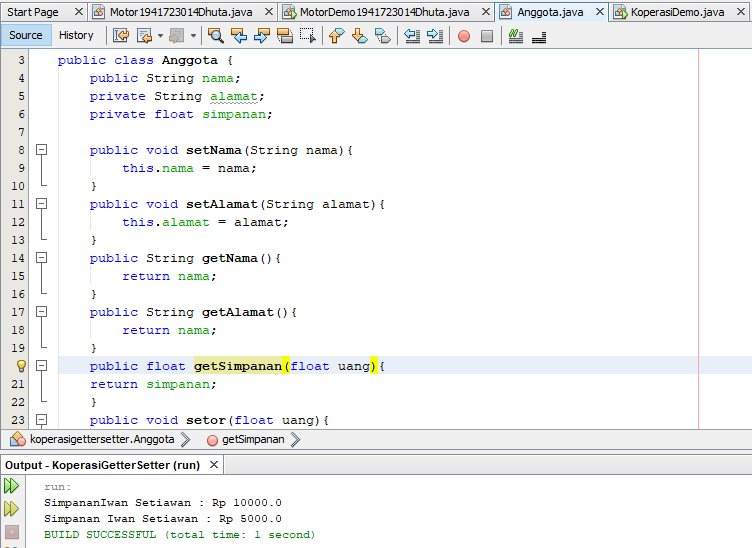 Start Page Motor1941723014Dhuta.java MotorDemo1941723014Dhuta.java Anggota.java KoperasiDemo.java
Source History
3 public class Anggota {
4 public String nama;
5 private String alamat;
6 private float simpanan;
7
8 public void setNama(String nama){
9 this.nama = nama;
10 }
11 public void setAlamat(String alamat){
12 this.alamat = alamat;
13 }
14 public String getNama(){
15 return nama;
16 }
17 public String getAlamat(){
18 return nama;
19 }
public float getSimpanan(float uang){
21 return simpanan;
22 }
23 public void setor(float uang){
koperasigettersetter.Anggota getSimpanan
Output - KoperasiGetterSetter (run)
run:
SimpananIwan Setiawan : Rp 10000.0
Simpanan Iwan Setiawan : Rp 5000.0
BUILD SUCCESSFUL (total time: 1 second)